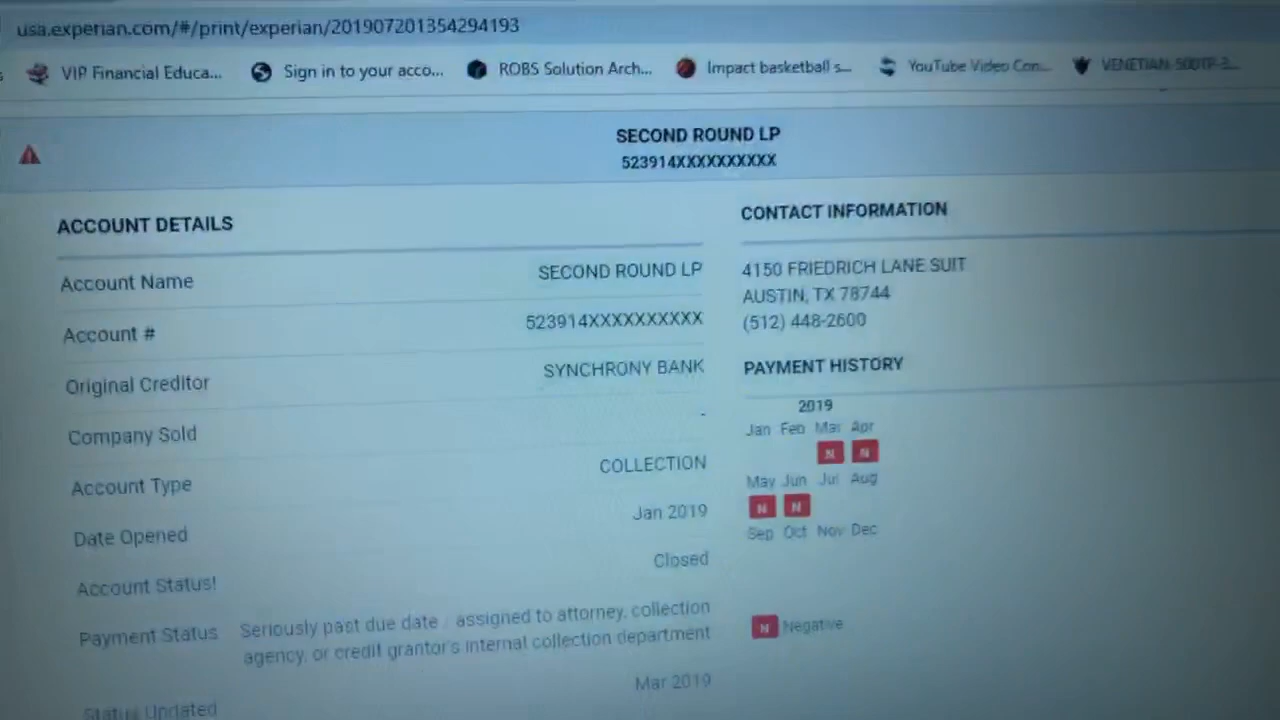 usa.experian.com/#/print/experian/201907201354294193
VIP Financial Educa... Sign in to your acco... ROBS Solution Arch... Impact basketball s... YouTube Video Con...
SECOND ROUND LP
523914XXXXXXXXXX
ACCOUNT DETAILS
Account Name SECOND ROUND LP
Account # 523914XXXXXXXXXX
Original Creditor SYNCHRONY BANK
Company Sold -
Account Type COLLECTION
Date Opened Jan 2019
Account Status! Closed
Payment Status Seriously past due date / assigned to attorney, collection
agency, or credit grantor's internal collection department
Status Updated Mar 2019
CONTACT INFORMATION
4150 FRIEDRICH LANE SUIT
AUSTIN, TX 78744
(512) 448-2600
PAYMENT HISTORY
2019
Jan Feb Mar Apr
N N
May Jun Jul Aug
N N
Sep Oct Nov Dec
N Negative